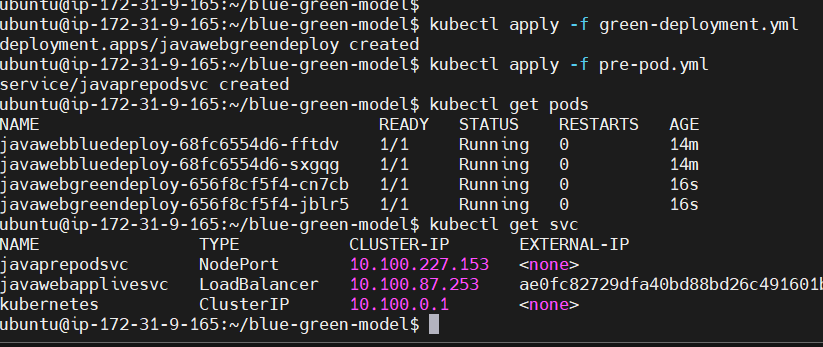 ubuntu@ip-172-31-9-165:~/blue-green-model$
ubuntu@ip-172-31-9-165:~/blue-green-model$ kubectl apply -f green-deployment.yml
deployment.apps/javawebgreendeploy created
ubuntu@ip-172-31-9-165:~/blue-green-model$ kubectl apply -f pre-pod.yml
service/javaprepodsvc created
ubuntu@ip-172-31-9-165:~/blue-green-model$ kubectl get pods
NAME READY STATUS RESTARTS AGE
javawebbluedeploy-68fc6554d6-fftdv 1/1 Running 0 14m
javawebbluedeploy-68fc6554d6-sxgqg 1/1 Running 0 14m
javawebgreendeploy-656f8cf5f4-cn7cb 1/1 Running 0 16s
javawebgreendeploy-656f8cf5f4-jblr5 1/1 Running 0 16s
ubuntu@ip-172-31-9-165:~/blue-green-model$ kubectl get svc
NAME TYPE CLUSTER-IP EXTERNAL-IP
javaprepodsvc NodePort 10.100.227.153 <none>
javawebapplivesvc LoadBalancer 10.100.87.253 ae0fc82729dfa40bd88bd26c491601b
kubernetes ClusterIP 10.100.0.1 <none>
ubuntu@ip-172-31-9-165:~/blue-green-model$